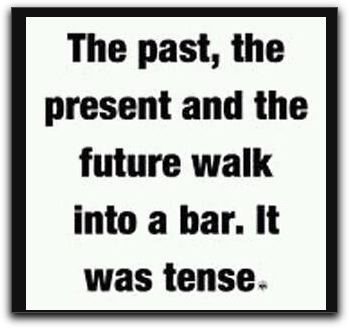 The past, the
present and the
future walk
into a bar. It
was tense.